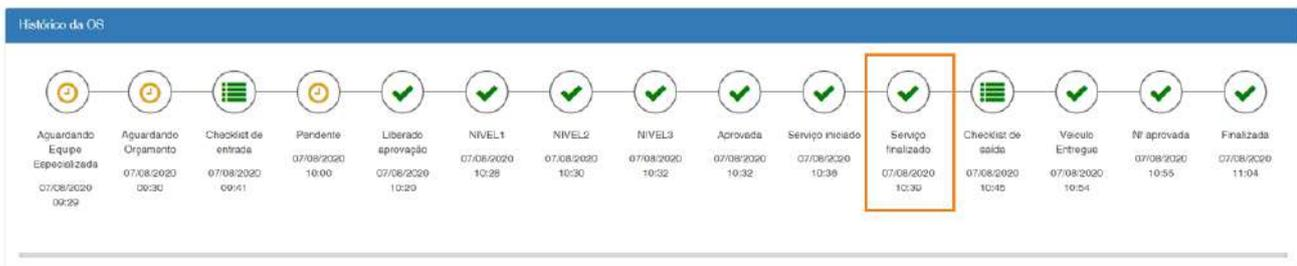 Histórico da OS
Aguardando
Equipe
Especializada
07/08/2020
09:29
Aguardando
Orçamento
07/08/2020
09:30
Checklist de
entrada
07/08/2020
09:41
Pendente
07/08/2020
10:00
Liberado
aprovação
07/08/2020
10:20
NIVEL1
07/08/2020
10:28
NIVEL2
07/08/2020
10:30
NIVEL3
07/08/2020
10:32
Aprovada
07/08/2020
10:32
Serviço iniciado
07/08/2020
10:36
Serviço
finalizado
07/08/2020
10:39
Checklist de
saída
07/08/2020
10:45
Veiculo
Entregue
07/08/2020
10:54
Nf aprovada
07/08/2020
10:55
Finalizada
07/08/2020
11:04